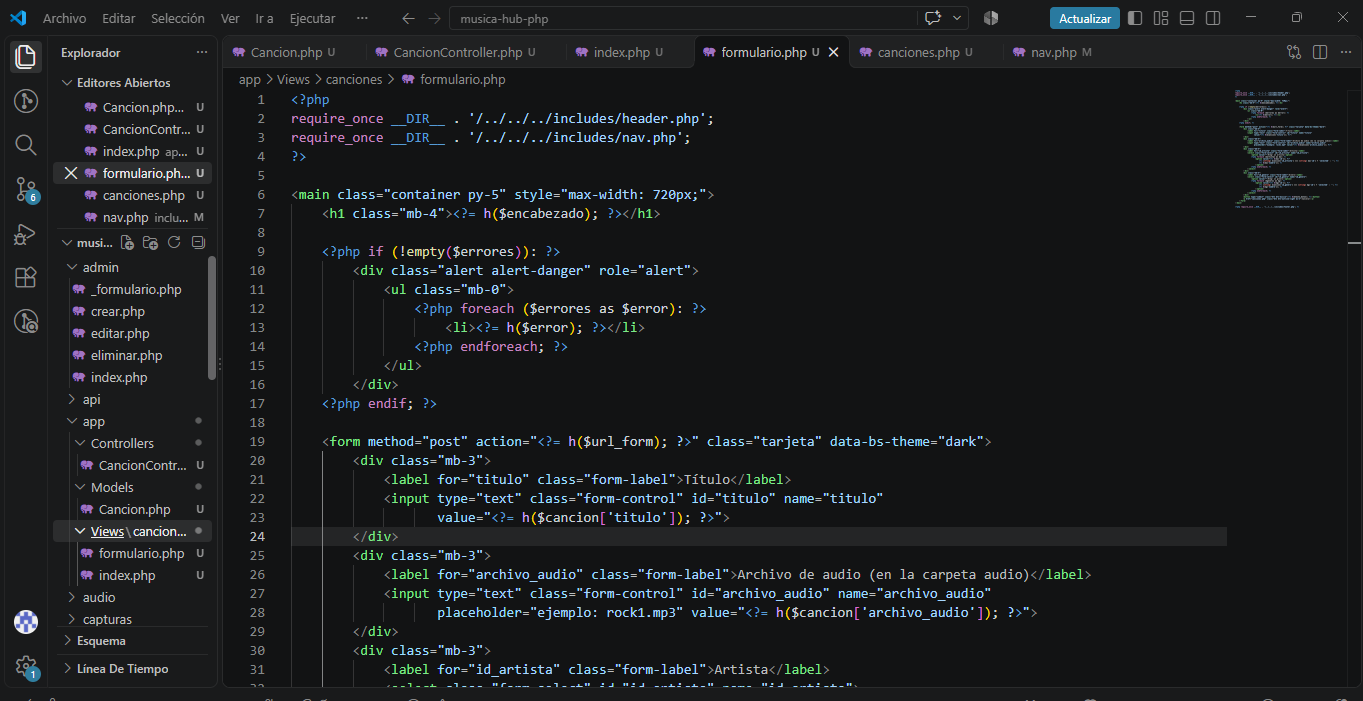 Archivo Editar Selección Ver Ir a Ejecutar ··· musica-hub-php Actualizar
Explorador ···
Editores Abiertos
Cancion.php... U
CancionContr... U
index.php ap... U
formulario.ph... U
canciones.php U
nav.php inclu... M
musi...
admin
_formulario.php
crear.php
editar.php
eliminar.php
index.php
api
app
Controllers
CancionContr... U
Models
Cancion.php U
Views\cancion...
formulario.php U
index.php U
audio
capturas
Esquema
Línea De Tiempo
6
1
Cancion.php U CancionController.php U index.php U formulario.php U canciones.php U nav.php M
app > Views > canciones > formulario.php
1 <?php
2 require_once __DIR__ . '/../../../includes/header.php';
3 require_once __DIR__ . '/../../../includes/nav.php';
4 ?>
5
6 <main class="container py-5" style="max-width: 720px;">
7 <h1 class="mb-4"><?= h($encabezado); ?></h1>
8
9 <?php if (!empty($errores)): ?>
10 <div class="alert alert-danger" role="alert">
11 <ul class="mb-0">
12 <?php foreach ($errores as $error): ?>
13 <li><?= h($error); ?></li>
14 <?php endforeach; ?>
15 </ul>
16 </div>
17 <?php endif; ?>
18
19 <form method="post" action="<?= h($url_form); ?>" class="tarjeta" data-bs-theme="dark">
20 <div class="mb-3">
21 <label for="titulo" class="form-label">Título</label>
22 <input type="text" class="form-control" id="titulo" name="titulo"
23 value="<?= h($cancion['titulo']); ?>">
24 </div>
25 <div class="mb-3">
26 <label for="archivo_audio" class="form-label">Archivo de audio (en la carpeta audio)</label>
27 <input type="text" class="form-control" id="archivo_audio" name="archivo_audio"
28 placeholder="ejemplo: rock1.mp3" value="<?= h($cancion['archivo_audio']); ?>">
29 </div>
30 <div class="mb-3">
31 <label for="id_artista" class="form-label">Artista</label>